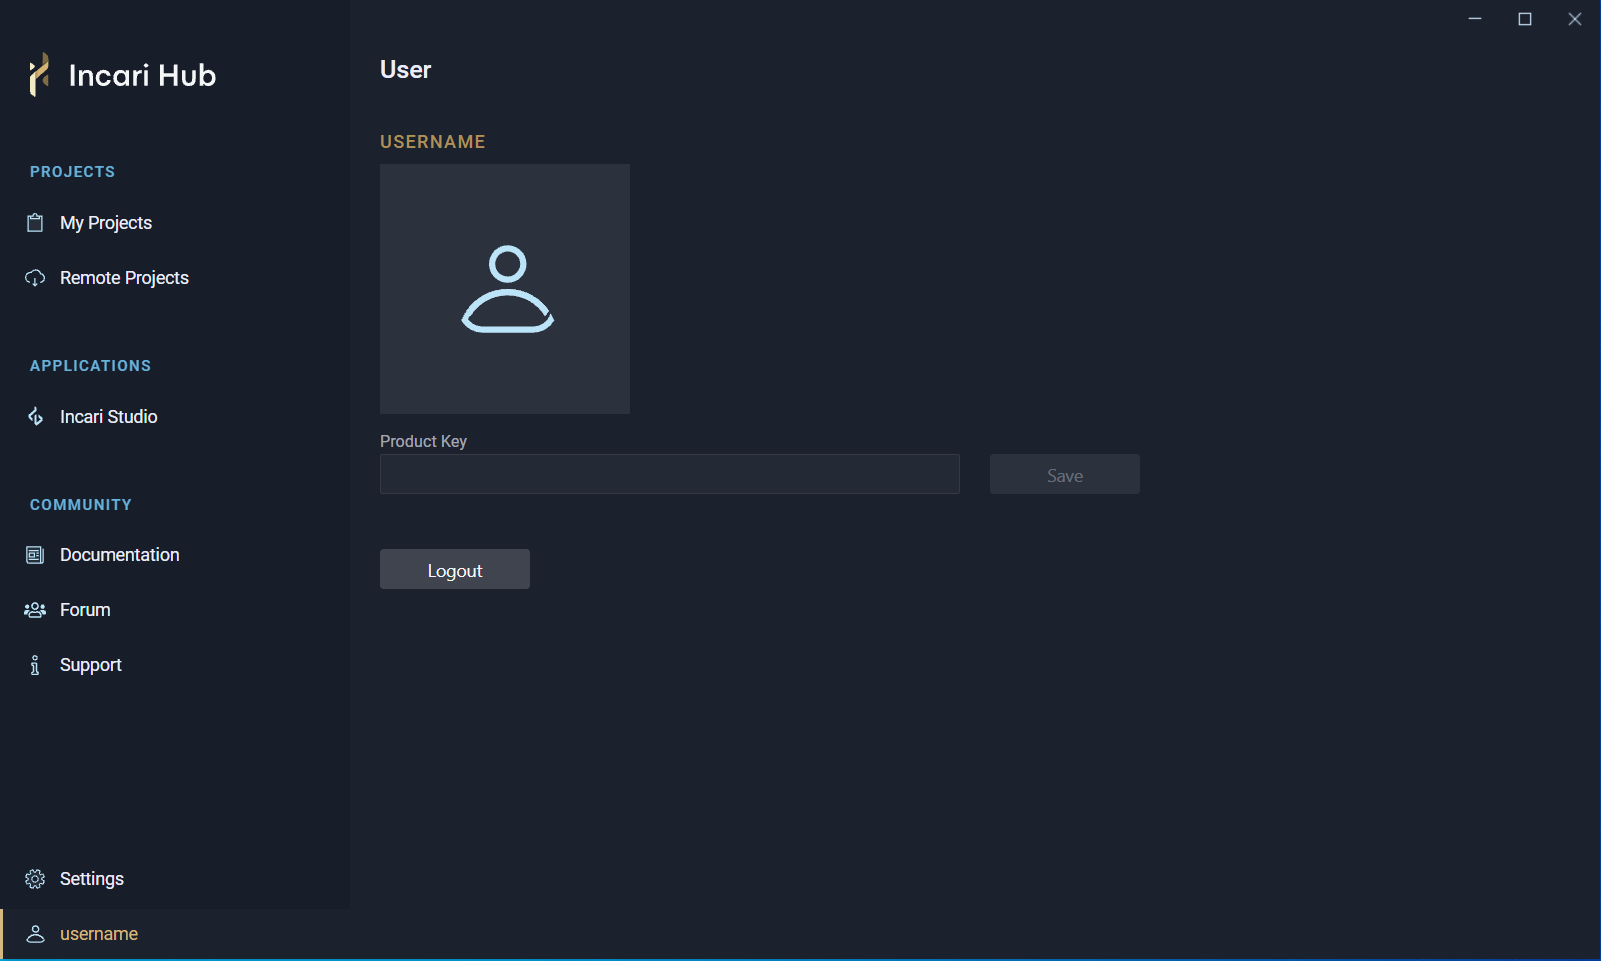 Incari Hub
PROJECTS
My Projects
Remote Projects
APPLICATIONS
Incari Studio
COMMUNITY
Documentation
Forum
Support
Settings
username
User
USERNAME
Product Key
Save
Logout